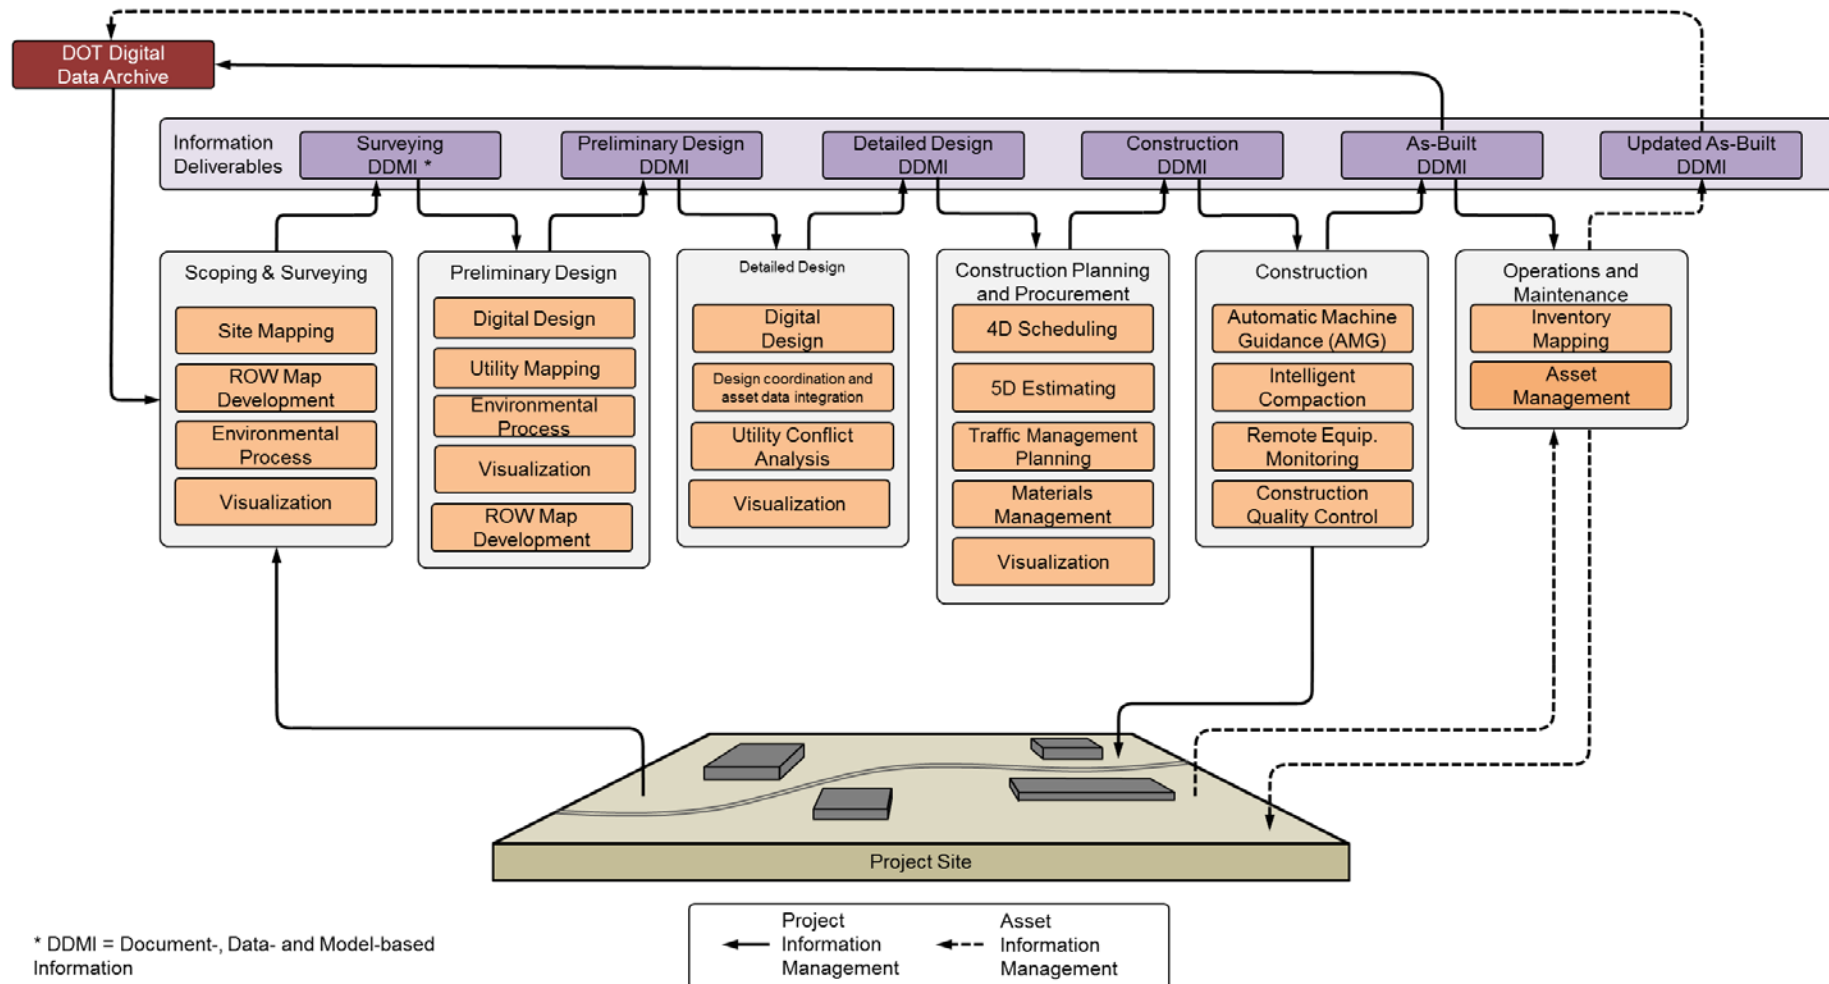 DOT Digital
Data Archive
Information
Deliverables
Surveying
DDMI *
Preliminary Design
DDMI
Detailed Design
DDMI
Construction
DDMI
As-Built
DDMI
Updated As-Built
DDMI
Scoping & Surveying
Site Mapping
ROW Map
Development
Environmental
Process
Visualization
Preliminary Design
Digital Design
Utility Mapping
Environmental
Process
Visualization
ROW Map
Development
Detailed Design
Digital
Design
Design coordination and
asset data integration
Utility Conflict
Analysis
Visualization
Construction Planning
and Procurement
4D Scheduling
5D Estimating
Traffic Management
Planning
Materials
Management
Visualization
Construction
Automatic Machine
Guidance (AMG)
Intelligent
Compaction
Remote Equip.
Monitoring
Construction
Quality Control
Operations and
Maintenance
Inventory
Mapping
Asset
Management
Project Site
* DDMI = Document-, Data- and Model-based
Information
Project
Information
Management
Asset
Information
Management